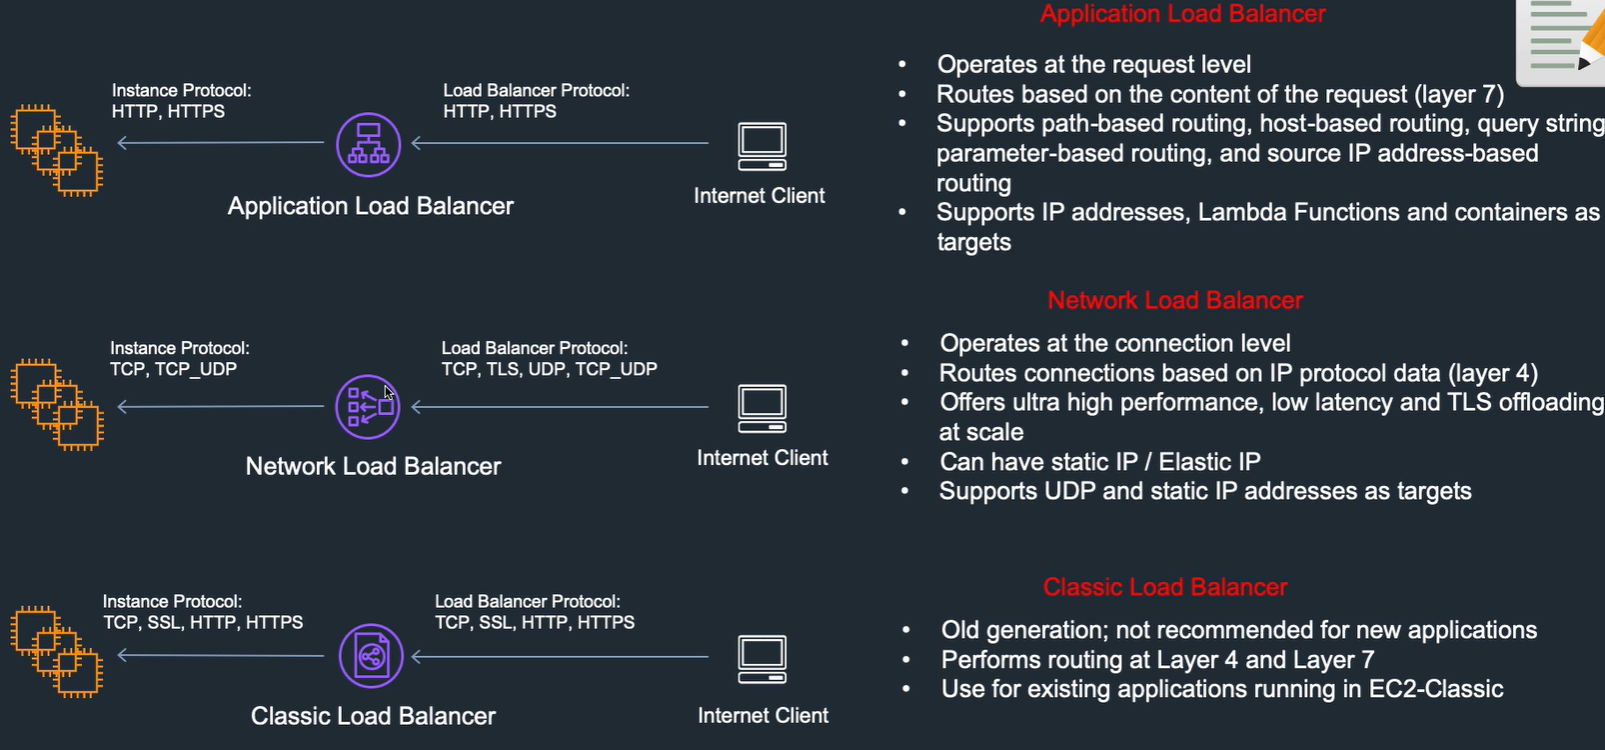 Application Load Balancer
Instance Protocol:
HTTP, HTTPS
Load Balancer Protocol:
HTTP, HTTPS
Application Load Balancer
Internet Client
• Operates at the request level
• Routes based on the content of the request (layer 7)
• Supports path-based routing, host-based routing, query string
parameter-based routing, and source IP address-based
routing
• Supports IP addresses, Lambda Functions and containers as
targets
Network Load Balancer
Instance Protocol:
TCP, TCP_UDP
Load Balancer Protocol:
TCP, TLS, UDP, TCP_UDP
Network Load Balancer
Internet Client
• Operates at the connection level
• Routes connections based on IP protocol data (layer 4)
• Offers ultra high performance, low latency and TLS offloading
at scale
• Can have static IP / Elastic IP
• Supports UDP and static IP addresses as targets
Classic Load Balancer
Instance Protocol:
TCP, SSL, HTTP, HTTPS
Load Balancer Protocol:
TCP, SSL, HTTP, HTTPS
Classic Load Balancer
Internet Client
• Old generation; not recommended for new applications
• Performs routing at Layer 4 and Layer 7
• Use for existing applications running in EC2-Classic